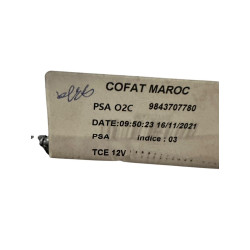 COFAT MAROC
PSA O2C 9843707780
DATE:09:50:23 16/11/2021
PSA indice : 03
TCE 12V